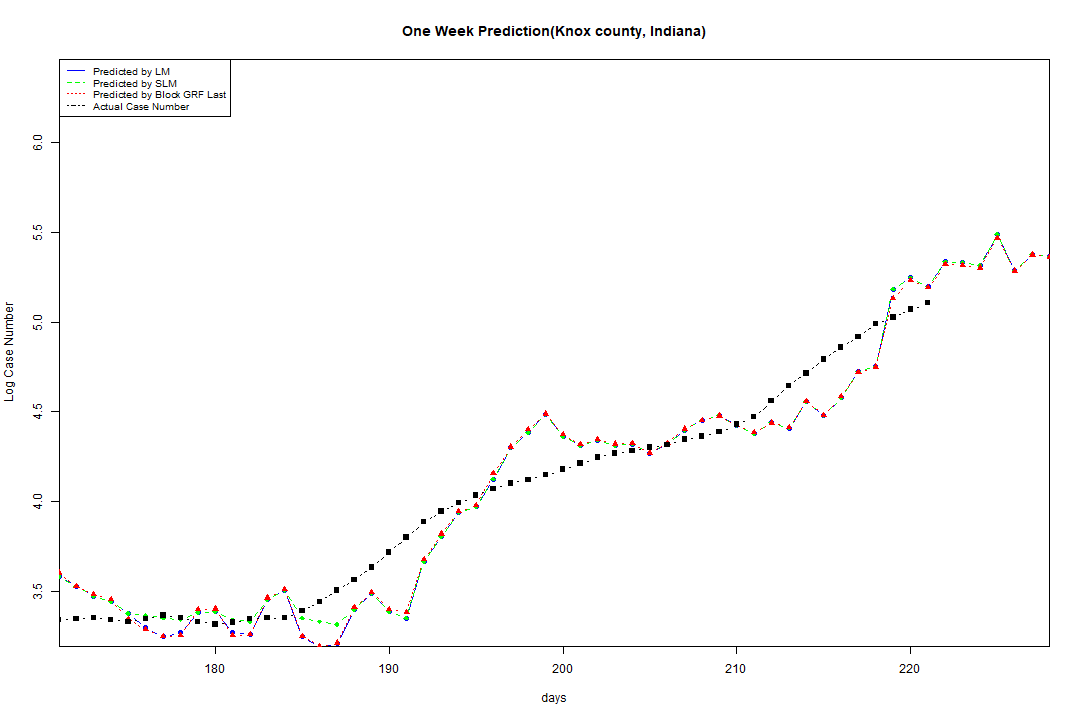 One Week Prediction(Knox county, Indiana)
Predicted by LM
Predicted by SLM
Predicted by Block GRF Last
Actual Case Number
6.0
5.5
5.0
4.5
4.0
3.5
Log Case Number
180 190 200 210 220
days